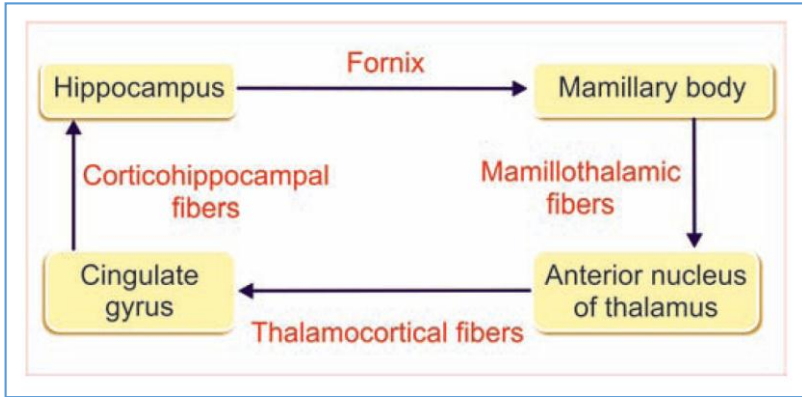 Fornix
Hippocampus
Mamillary body
Corticohippocampal
fibers
Mamillothalamic
fibers
Cingulate
gyrus
Anterior nucleus
of thalamus
Thalamocortical fibers